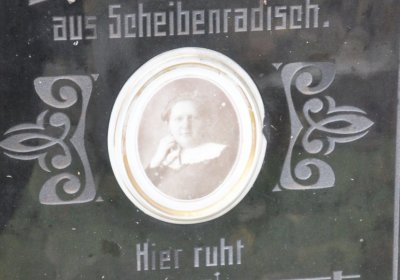 aus Scheibenradisch.
Hier ruht